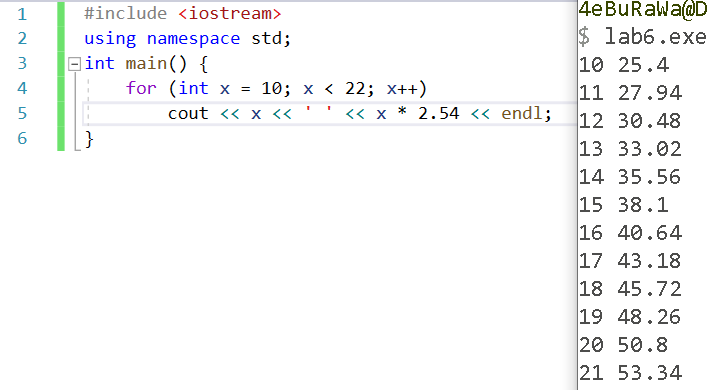 1 #include <iostream>
2 using namespace std;
3 int main() {
4 for (int x = 10; x < 22; x++)
5 cout << x << ' ' << x * 2.54 << endl;
6 }
4eBuRaWa@D
$ lab6.exe
10 25.4
11 27.94
12 30.48
13 33.02
14 35.56
15 38.1
16 40.64
17 43.18
18 45.72
19 48.26
20 50.8
21 53.34